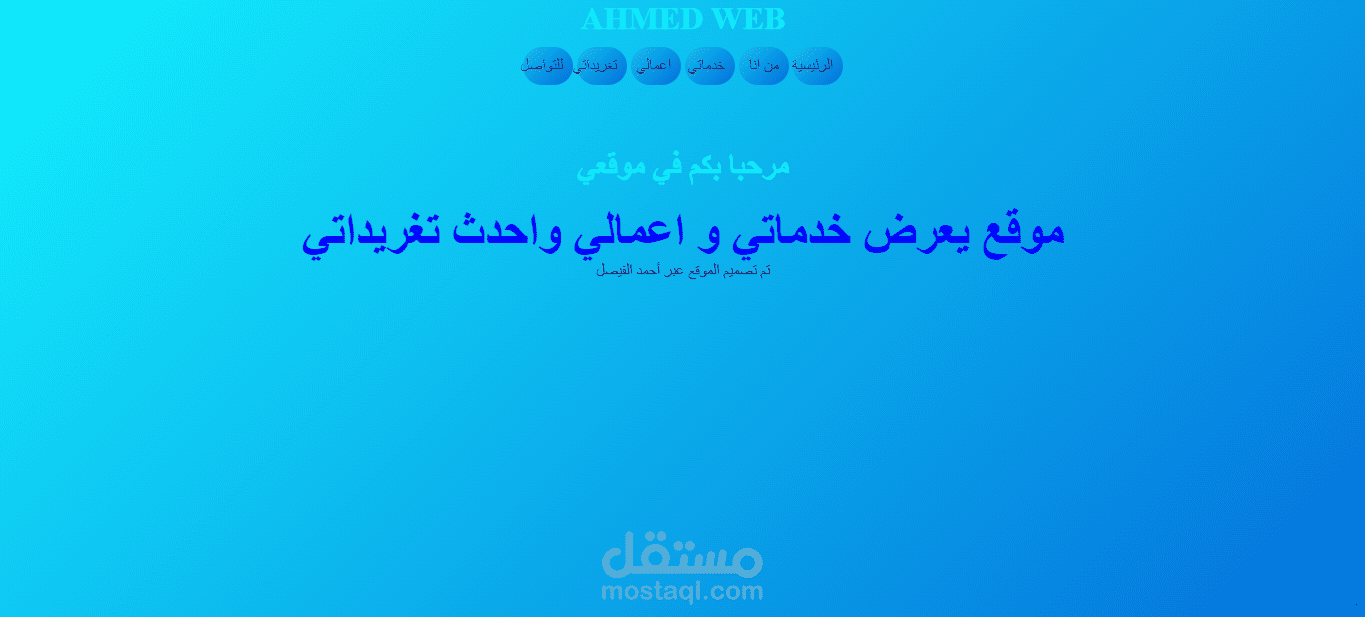 AHMED WEB
الرئيسية من انا خدماتي اعمالي تغريداتي للتواصل
مرحبا بكم في موقعي
موقع يعرض خدماتي و اعمالي واحدث تغريداتي
تم تصميم الموقع عبر أحمد الفيصل
مستقل
mostaql.com